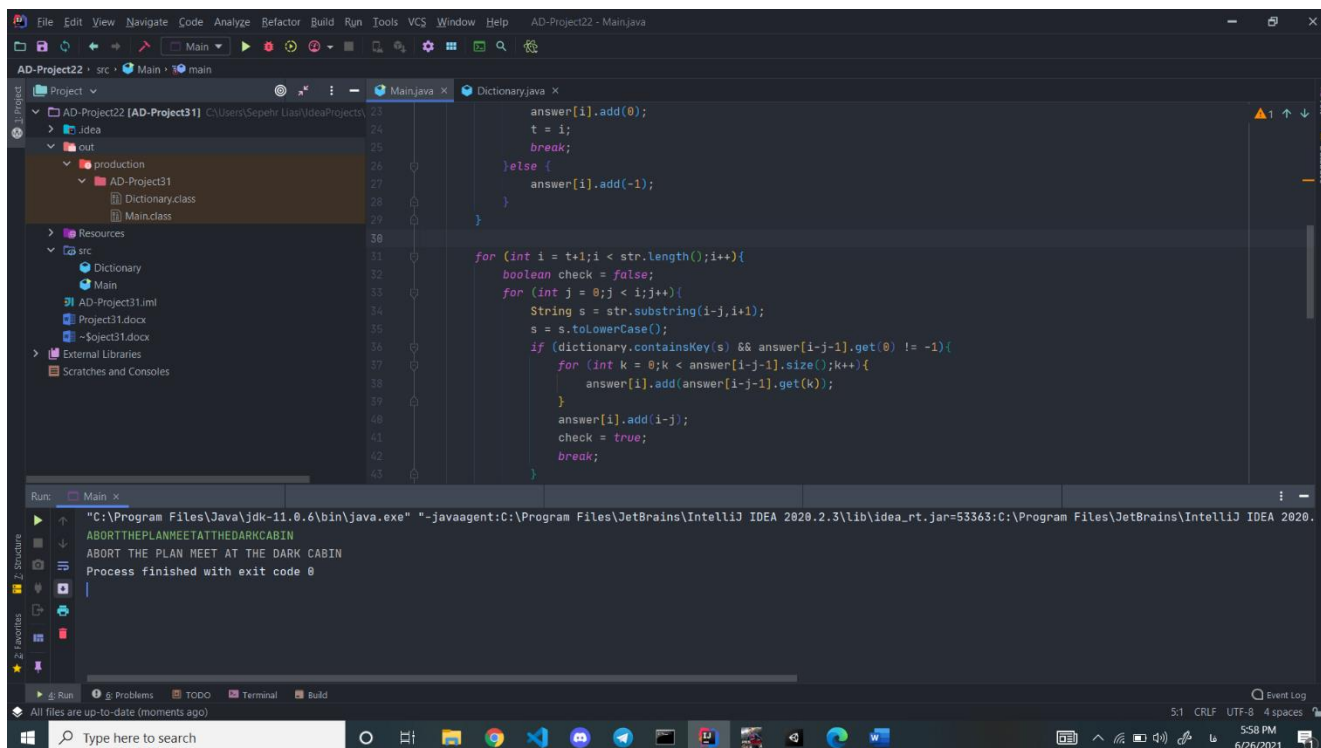 File Edit View Navigate Code Analyze Refactor Build Run Tools VCS Window Help AD-Project22 - Main.java
Main
AD-Project22 src Main main
1: Project
Project
AD-Project22 [AD-Project31] C:\Users\Sepehr Liasi\IdeaProjects\
.idea
out
production
AD-Project31
Dictionary.class
Main.class
Resources
src
Dictionary
Main
AD-Project31.iml
Project31.docx
~$oject31.docx
External Libraries
Scratches and Consoles
Main.java Dictionary.java
1
23 answer[i].add(0);
24 t = i;
25 break;
26 }else {
27 answer[i].add(-1);
28 }
29 }
30
31 for (int i = t+1;i < str.length();i++){
32 boolean check = false;
33 for (int j = 0;j < i;j++){
34 String s = str.substring(i-j,i+1);
35 s = s.toLowerCase();
36 if (dictionary.containsKey(s) && answer[i-j-1].get(0) != -1){
37 for (int k = 0;k < answer[i-j-1].size();k++){
38 answer[i].add(answer[i-j-1].get(k));
39 }
40 answer[i].add(i-j);
41 check = true;
42 break;
43 }
Run: Main
"C:\Program Files\Java\jdk-11.0.6\bin\java.exe" "-javaagent:C:\Program Files\JetBrains\IntelliJ IDEA 2020.2.3\lib\idea_rt.jar=53363:C:\Program Files\JetBrains\IntelliJ IDEA 2020.
ABORTTHEPLANMEETATTHEDARKCABIN
ABORT THE PLAN MEET AT THE DARK CABIN
Process finished with exit code 0
Z: Structure
2: Favorites
4: Run 6: Problems TODO Terminal Build Event Log
All files are up-to-date (moments ago) 5:1 CRLF UTF-8 4 spaces
Type here to search
فا
5:58 PM
6/26/2021